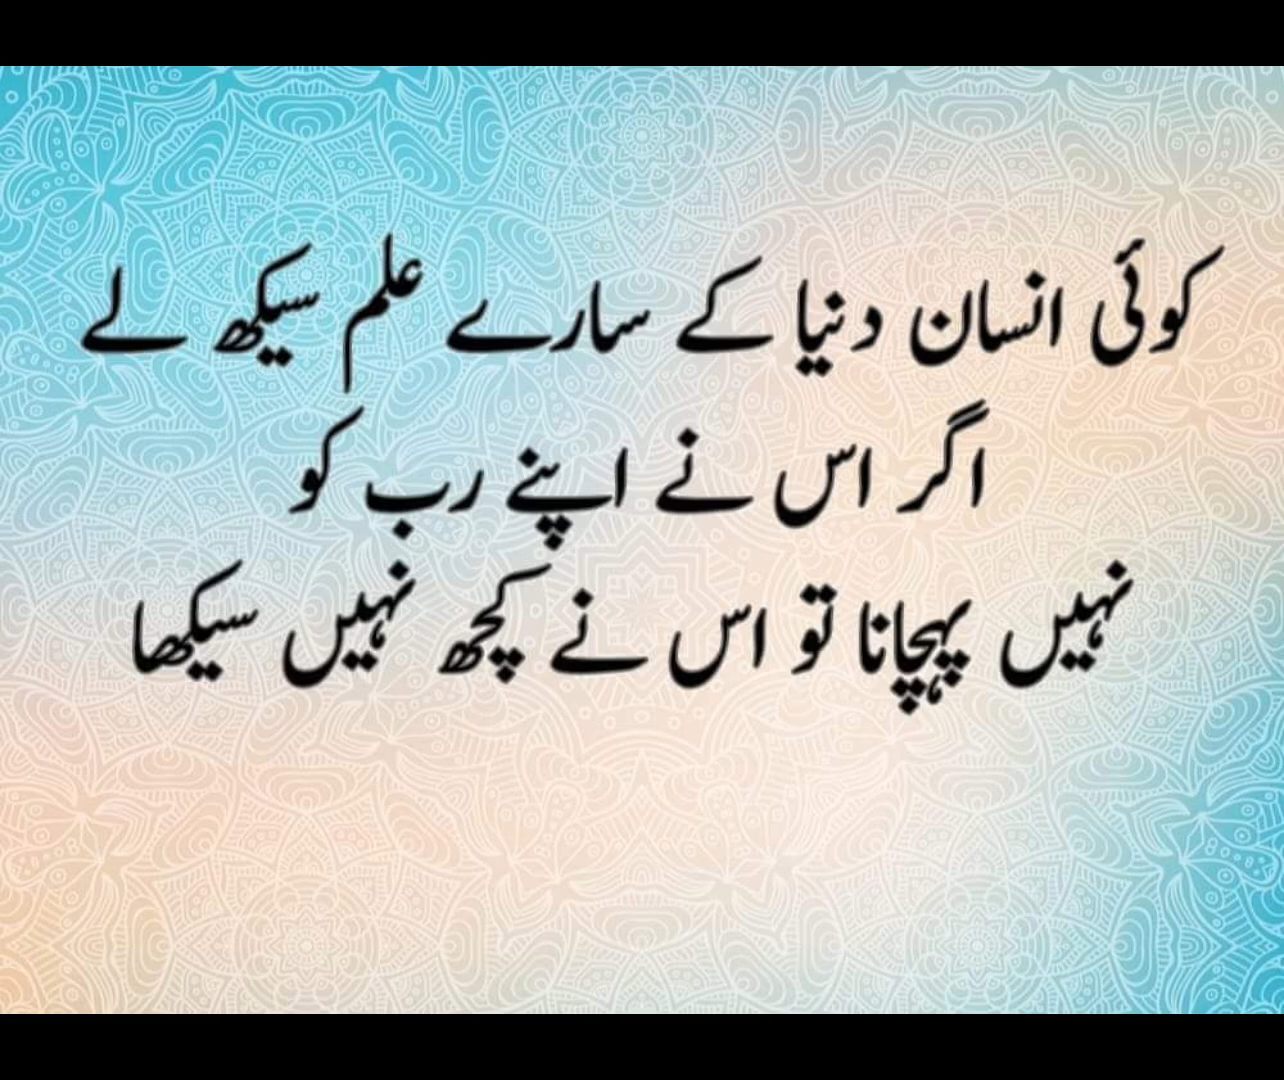 کوئی انسان دنیا کے سارے علم سیکھ لے
اگر اس نے اپنے رب کو
نہیں پہچانا تو اس نے کچھ نہیں سیکھا